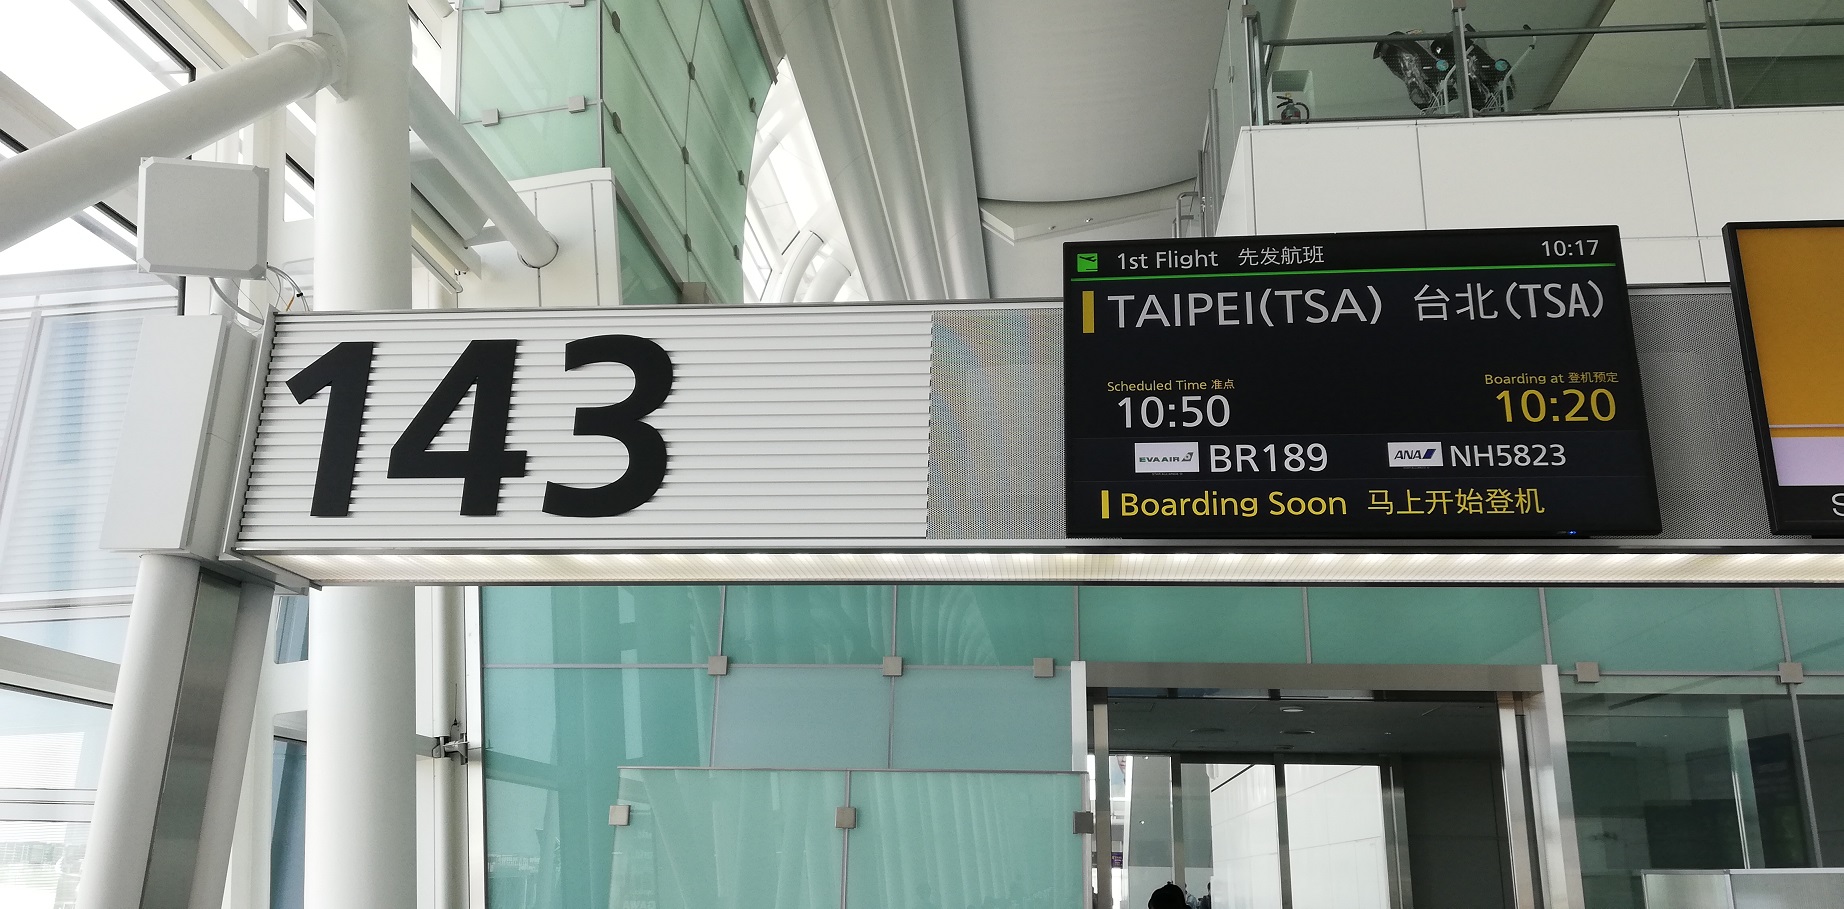 143
1st Flight 先发航班 10:17
TAIPEI(TSA) 台北(TSA)
Scheduled Time 准点 Boarding at 登机预定
10:50 10:20
EVA AIR BR189 ANA NH5823
Boarding Soon 马上开始登机
S